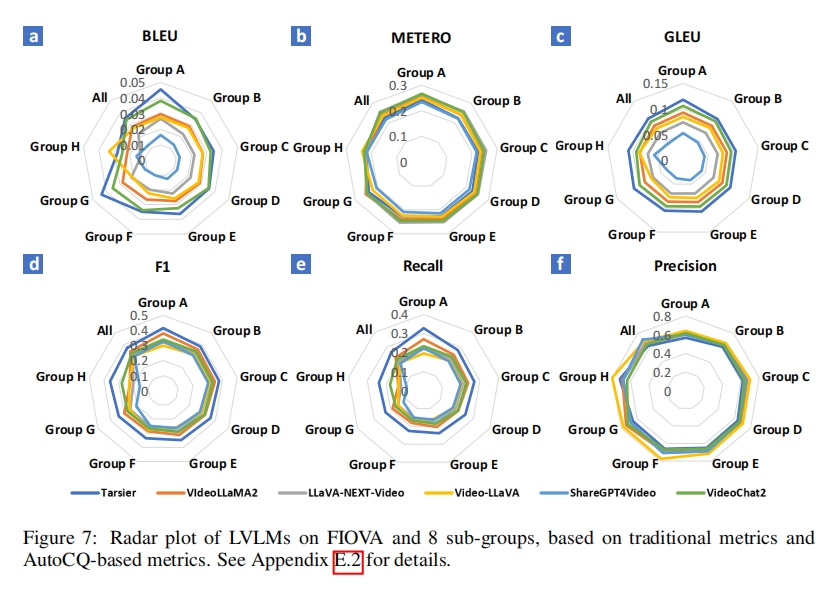 a
BLEU
b
METERO
c
GLEU
Group A
0.05
0.04
0.03
0.02
0.01
0
All
Group B
Group H
Group C
Group G
Group D
Group F
Group E
Group A
0.3
0.2
0.1
0
All
Group B
Group H
Group C
Group G
Group D
Group F
Group E
Group A
0.15
0.1
0.05
0
All
Group B
Group H
Group C
Group G
Group D
Group F
Group E
d
F1
e
Recall
f
Precision
Group A
0.5
0.4
0.3
0.2
0.1
0
All
Group B
Group H
Group C
Group G
Group D
Group F
Group E
Group A
0.4
0.3
0.2
0.1
0
All
Group B
Group H
Group C
Group G
Group D
Group F
Group E
Group A
0.8
0.6
0.4
0.2
0
All
Group B
Group H
Group C
Group G
Group D
Group F
Group E
Tarsier VIdeoLLaMA2 LLaVA-NEXT-Video Video-LLaVA ShareGPT4Video VideoChat2
Figure 7: Radar plot of LVLMs on FIOVA and 8 sub-groups, based on traditional metrics and
AutoCQ-based metrics. See Appendix E.2 for details.